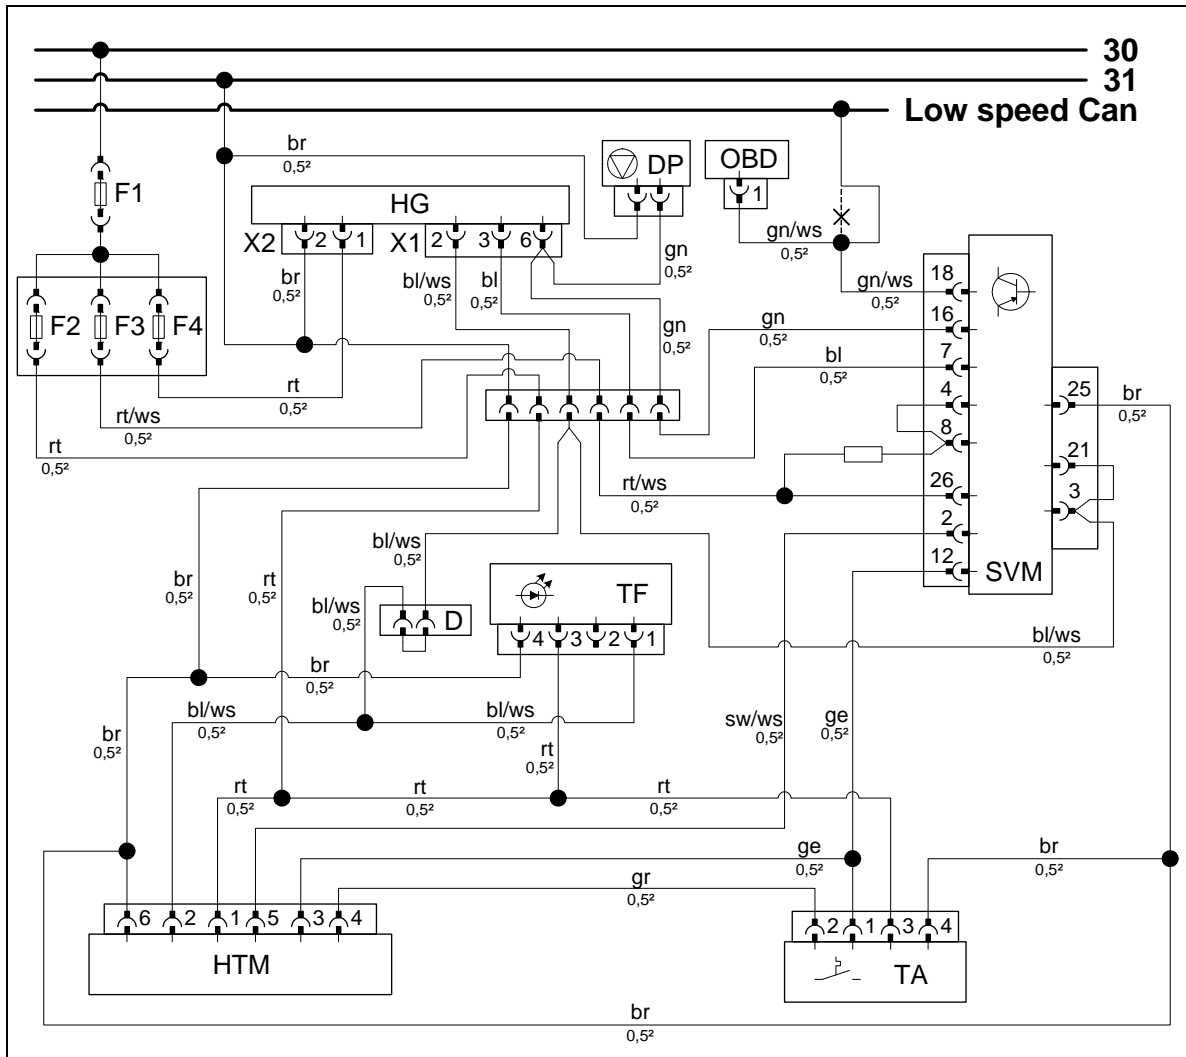 30
31
Low speed Can
br
0,5²
DP
OBD
1
F1
HG
X2
2
1
X1
2
3
6
gn/ws
0,5²
gn
0,5²
br
0,5²
bl/ws
0,5²
bl
0,5²
gn
0,5²
gn/ws
0,5²
18
16
7
4
8
26
2
12
SVM
25
21
3
br
0,5²
F2
F3
F4
gn
0,5²
bl
0,5²
rt
0,5²
rt/ws
0,5²
rt
0,5²
rt/ws
0,5²
bl/ws
0,5²
br
0,5²
rt
0,5²
bl/ws
0,5²
D
TF
4
3
2
1
bl/ws
0,5²
br
0,5²
bl/ws
0,5²
bl/ws
0,5²
br
0,5²
rt
0,5²
sw/ws
0,5²
ge
0,5²
rt
0,5²
rt
0,5²
rt
0,5²
ge
0,5²
br
0,5²
gr
0,5²
6
2
1
5
3
4
HTM
2
1
3
4
TA
br
0,5²